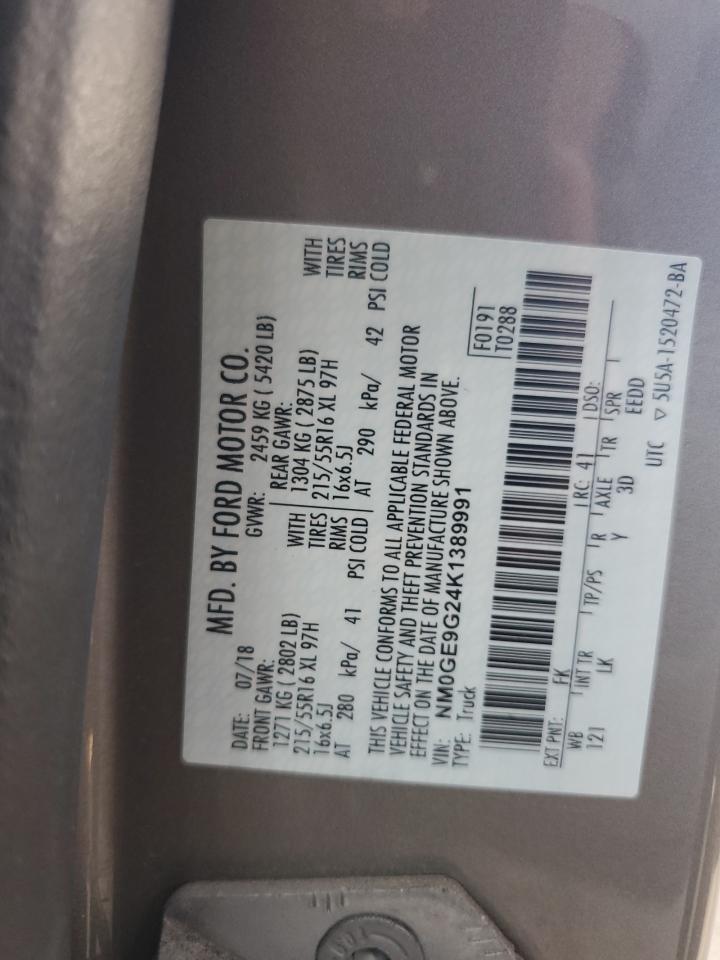 MFD. BY FORD MOTOR CO.
DATE: 07/18 GVWR: 2459 KG ( 5420 LB)
FRONT GAWR: REAR GAWR:
1271 KG ( 2802 LB) WITH 1304 KG ( 2875 LB) WITH
215/55R16 XL 97H TIRES 215/55R16 XL 97H TIRES
16x6.5J RIMS 16x6.5J RIMS
AT 280 kPa/ 41 PSI COLD AT 290 kPa/ 42 PSI COLD
THIS VEHICLE CONFORMS TO ALL APPLICABLE FEDERAL MOTOR
VEHICLE SAFETY AND THEFT PREVENTION STANDARDS IN
EFFECT ON THE DATE OF MANUFACTURE SHOWN ABOVE.
VIN: NM0GE9G24K1389991 F0191
TYPE: Truck T0288
EXT PNT: FK RC: 41 DSO:
WB INT TR TP/PS R AXLE TR SPR
121 LK Y 3D EEDD
UTC ▽ 5USA-1520472-BA